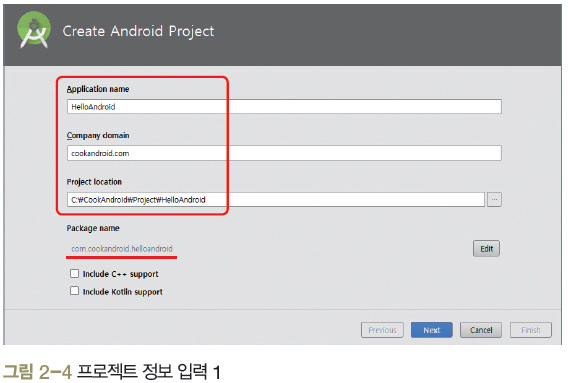 Create Android Project
Application name
HelloAndroid
Company domain
cookandroid.com
Project location
C:₩CookAndroid₩Project₩HelloAndroid
...
Package name
com.cookandroid.helloandroid
Edit
Include C++ support
Include Kotlin support
Previous Next Cancel Finish
그림 2-4 프로젝트 정보 입력 1